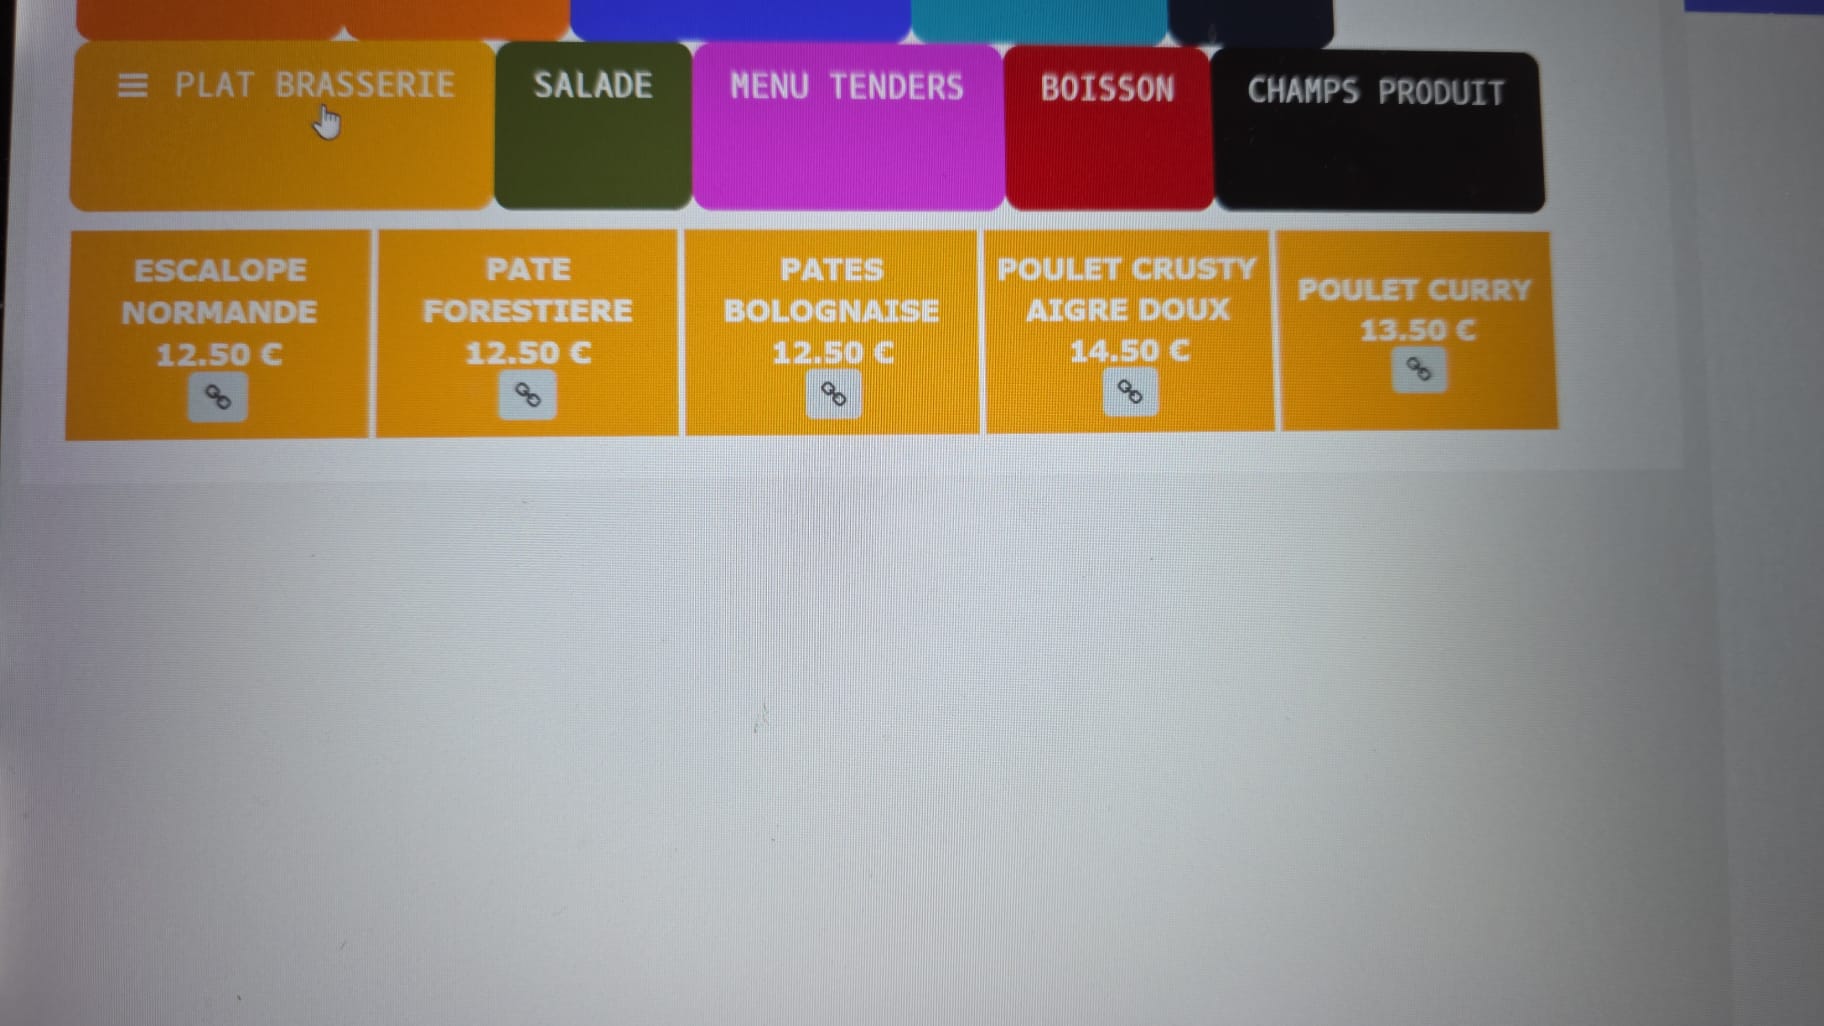 PLAT BRASSERIE
SALADE
MENU TENDERS
BOISSON
CHAMPS PRODUIT
ESCALOPE
NORMANDE
12.50 €
PATE
FORESTIERE
12.50 €
PATES
BOLOGNAISE
12.50 €
POULET CRUSTY
AIGRE DOUX
14.50 €
POULET CURRY
13.50 €